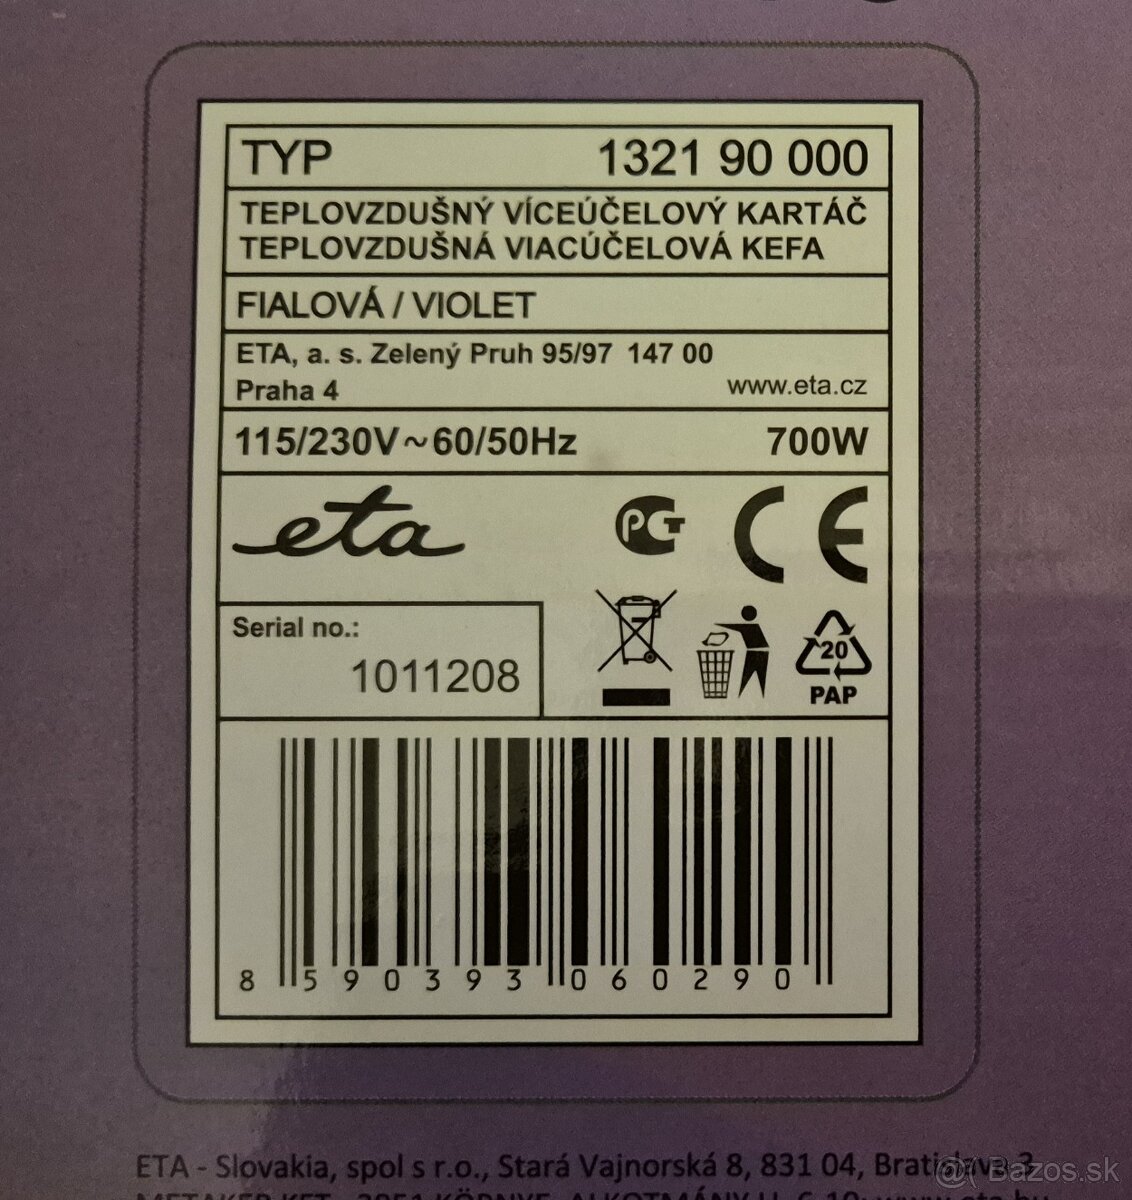 TYP 1321 90 000
TEPLOVZDUŠNÝ VÍCEÚČELOVÝ KARTÁČ
TEPLOVZDUŠNÁ VIACÚČELOVÁ KEFA
FIALOVÁ / VIOLET
ETA, a. s. Zelený Pruh 95/97 147 00
Praha 4 www.eta.cz
115/230V~60/50Hz 700W
eta PCT CE
Serial no.:
1011208
20
PAP
8 590393 060290
ETA - Slovakia, spol s r.o., Stará Vajnorská 8, 831 04, Bratislava 3
@ Bazos.sk